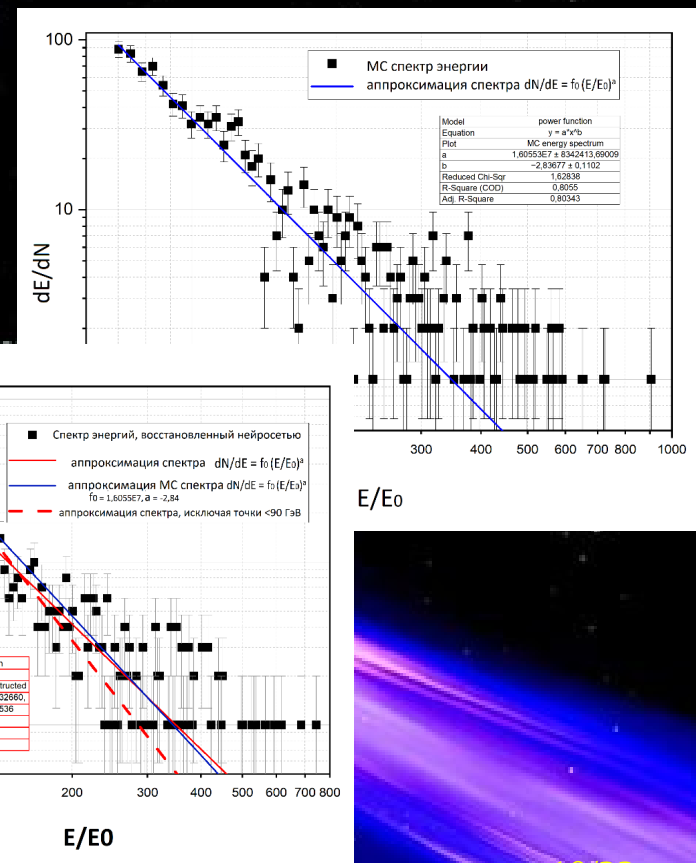 100
10
dE/dN
MC спектр энергии
аппроксимация спектра dN/dE = f₀(E/E₀)ᵃ
Model power function
Equation y = a*x^b
Plot MC energy spectrum
a 1,60553E7 ± 8342413,69009
b −2,83677 ± 0,1102
Reduced Chi-Sqr 1,62838
R-Square (COD) 0,8055
Adj. R-Square 0,80343
300 400 500 600 700 800 1000
E/E₀
Спектр энергий, восстановленный нейросетью
аппроксимация спектра dN/dE = f₀(E/E₀)ᵃ
аппроксимация МС спектра dN/dE = f₀(E/E₀)ᵃ
f₀ = 1,6055E7, a = -2,84
аппроксимация спектра, исключая точки <90 ГэВ
n
structed
32660,
536
200 300 400 500 600 700 800
E/E0